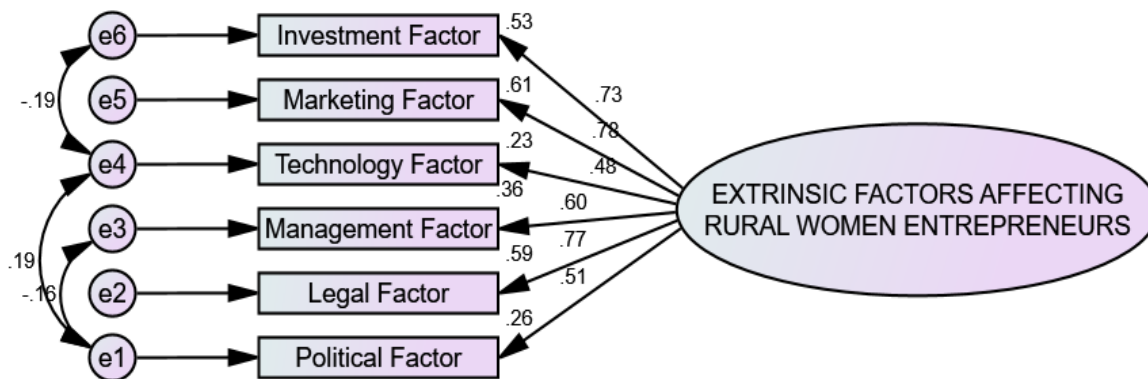 e6
Investment Factor
.53
e5
Marketing Factor
.61
.73
-.19
.78
e4
Technology Factor
.23
.48
.36
EXTRINSIC FACTORS AFFECTING
RURAL WOMEN ENTREPRENEURS
e3
Management Factor
.60
.77
.59
.19
-.16
e2
Legal Factor
.51
.26
e1
Political Factor